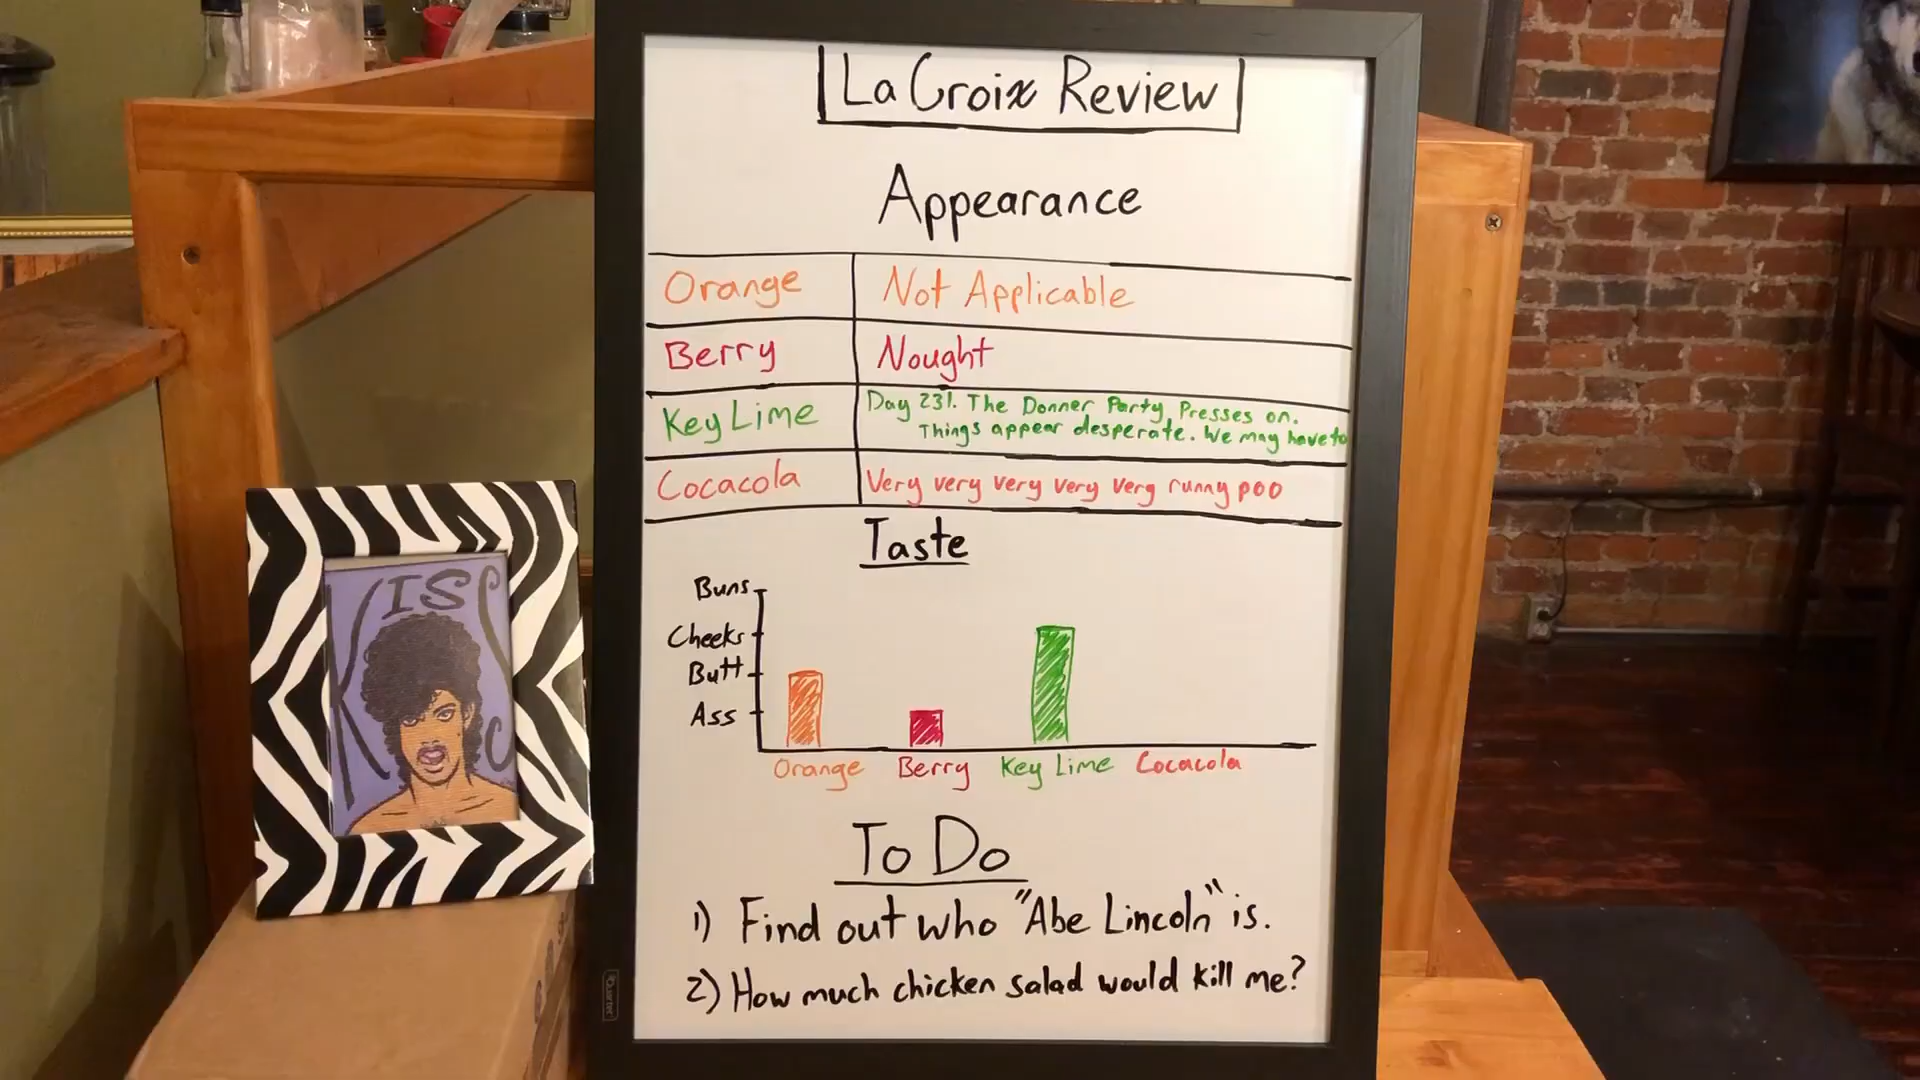 La Croix Review
Appearance
Orange Not Applicable
Berry Nought
Key Lime Day 231. The Donner Party Presses on.
Things appear desperate. We may have to
Cocacola Very very very very very runny poo
Taste
Buns
Cheeks
Butt
Ass
Orange Berry Key Lime Cocacola
To Do
1) Find out who "Abe Lincoln" is.
2) How much chicken salad would kill me?
Quartet
KISS